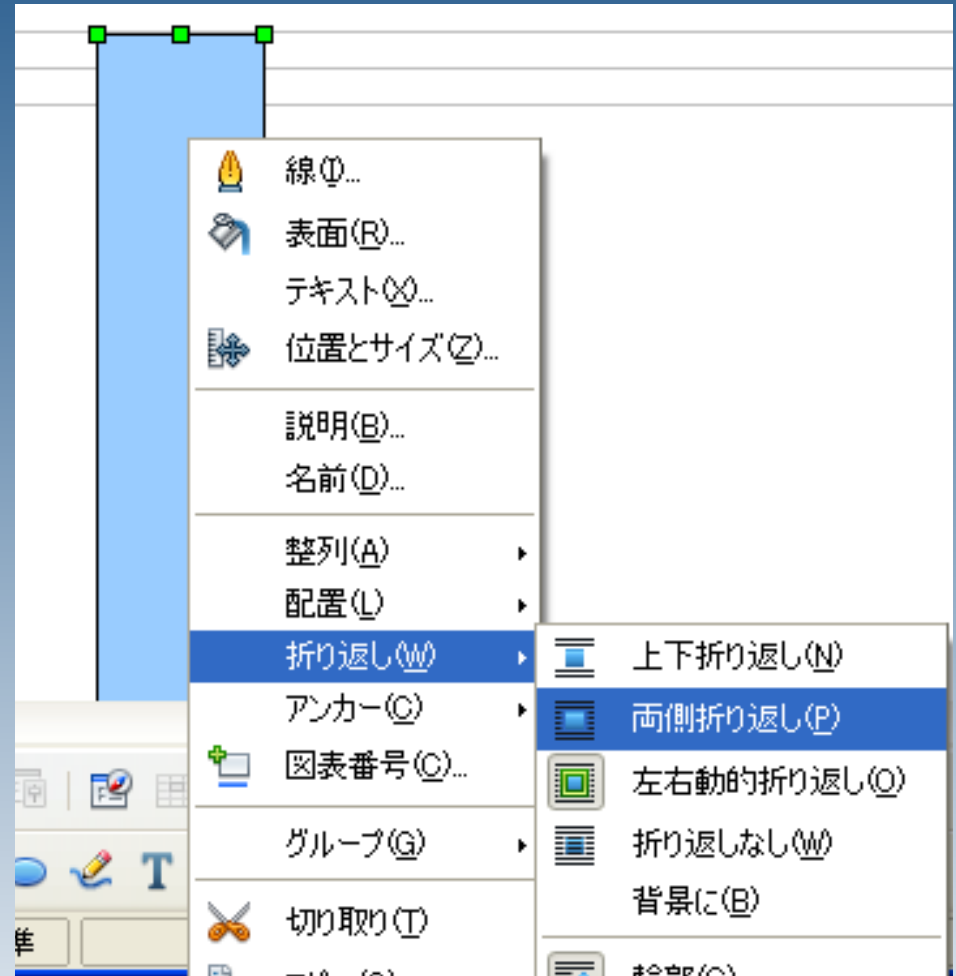 線(I)...
表面(R)...
テキスト(X)...
位置とサイズ(Z)...
説明(B)...
名前(D)...
整列(A)
配置(L)
折り返し(W)
アンカー(C)
図表番号(C)...
グループ(G)
切り取り(T)
上下折り返し(N)
両側折り返し(P)
左右動的折り返し(O)
折り返しなし(W)
背景に(B)
T
準